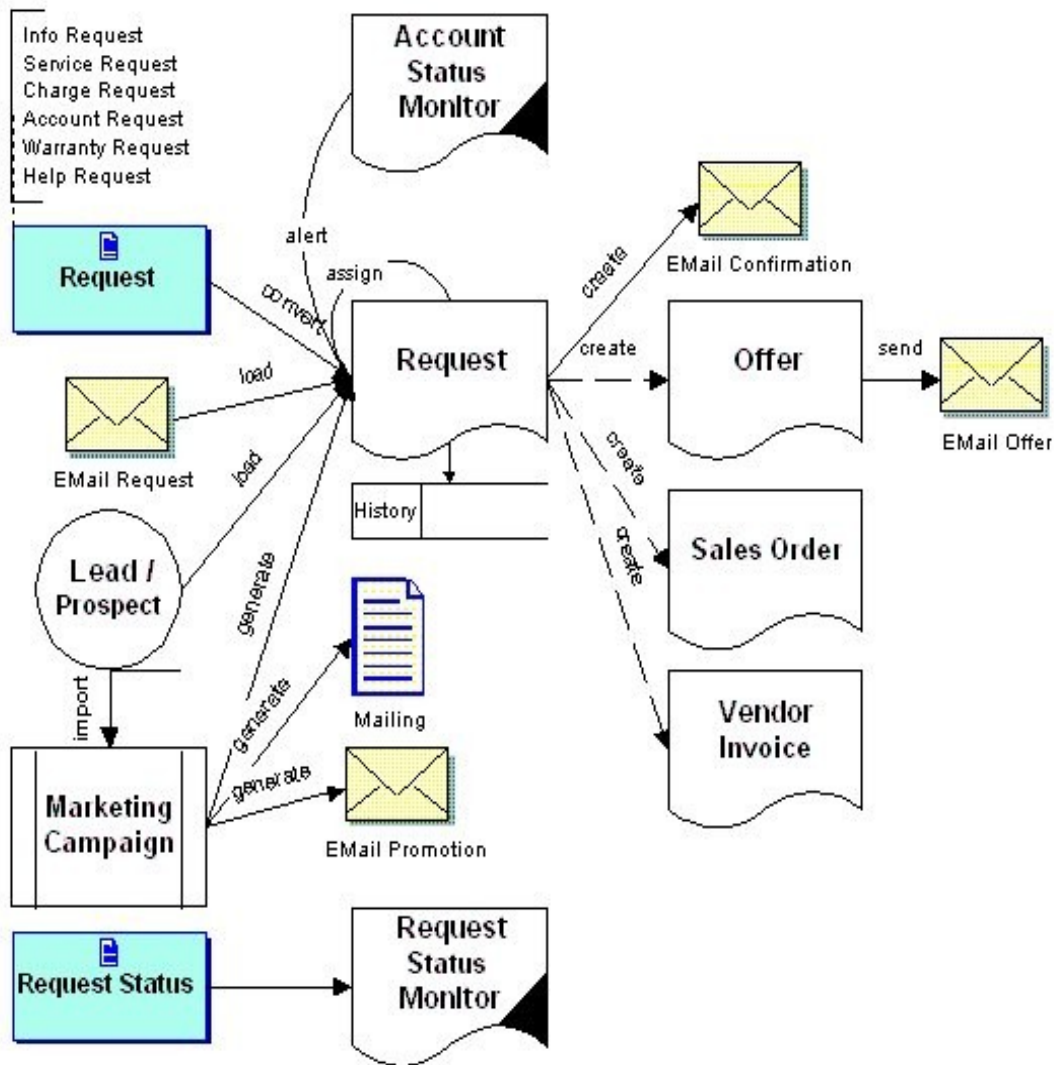 Info Request
Service Request
Charge Request
Account Request
Warranty Request
Help Request
Account
Status
Monitor
alert
assign
convert
Request
Request
create
EMail Confirmation
create
Offer
send
EMail Offer
load
EMail Request
load
History
create
Sales Order
create
Lead /
Prospect
generate
import
generate
Mailing
Vendor
Invoice
Marketing
Campaign
generate
EMail Promotion
Request Status
Request
Status
Monitor